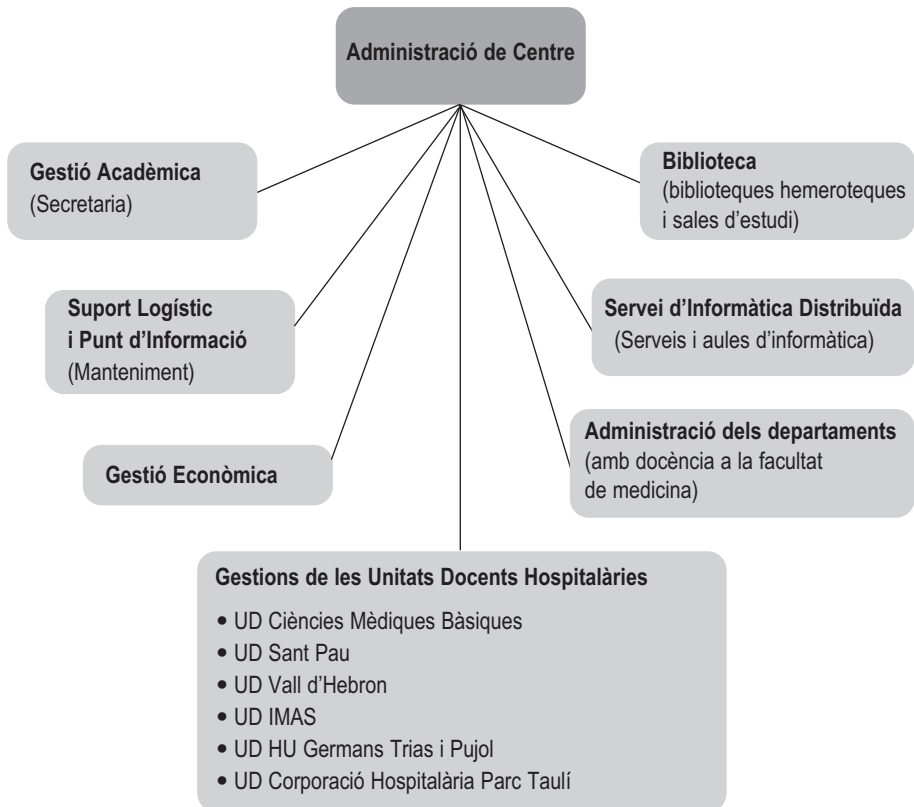 Administració de Centre
Gestió Acadèmica
(Secretaria)
Biblioteca
(biblioteques hemeroteques
i sales d'estudi)
Suport Logístic
i Punt d'Informació
(Manteniment)
Servei d'Informàtica Distribuïda
(Serveis i aules d'informàtica)
Gestió Econòmica
Administració dels departaments
(amb docència a la facultat
de medicina)
Gestions de les Unitats Docents Hospitalàries
• UD Ciències Mèdiques Bàsiques
• UD Sant Pau
• UD Vall d'Hebron
• UD IMAS
• UD HU Germans Trias i Pujol
• UD Corporació Hospitalària Parc Taulí